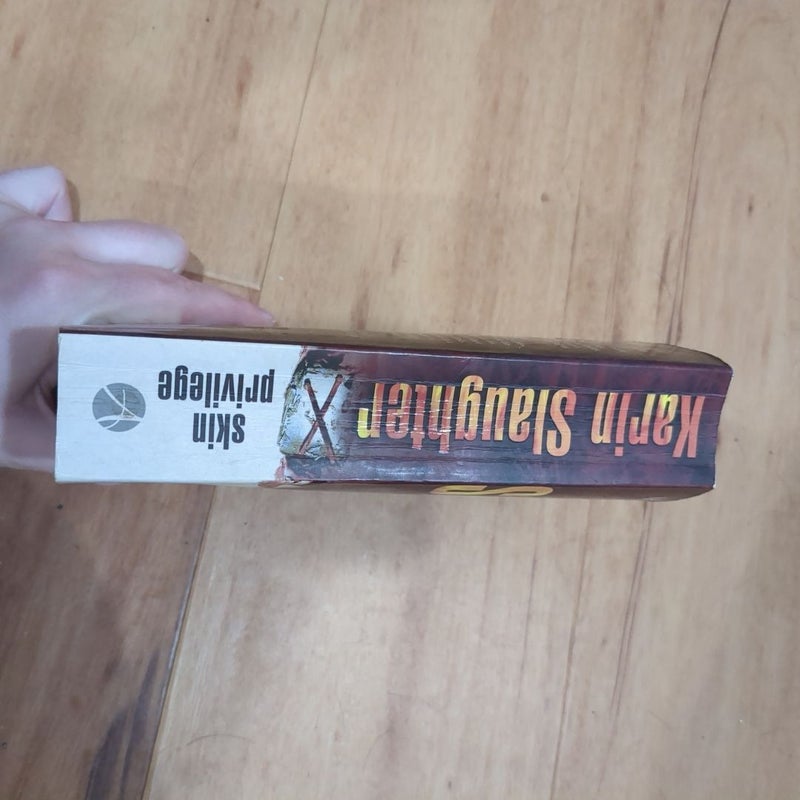 Karin Slaughter
skin
privilege
S